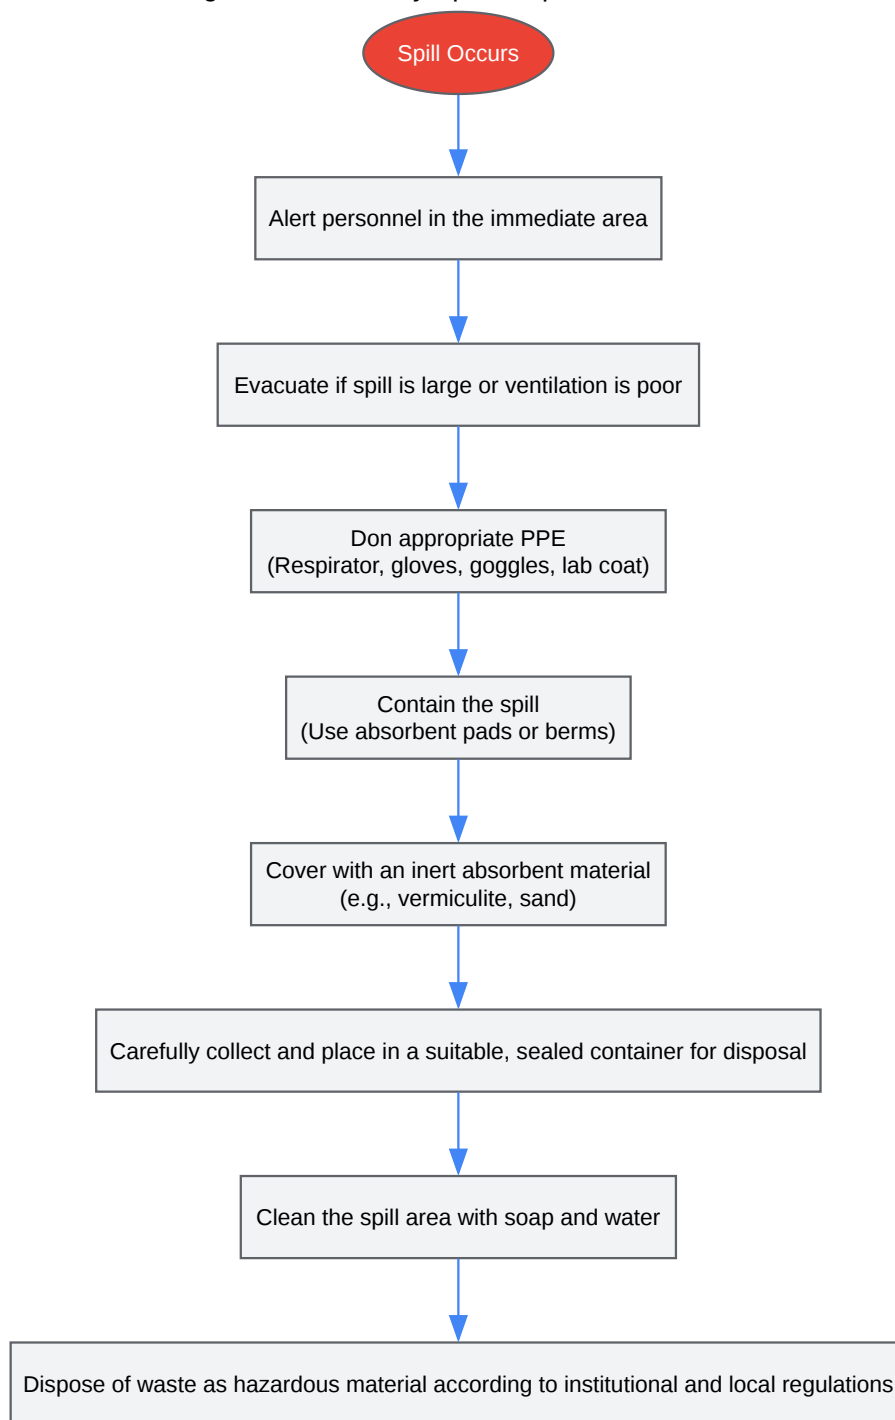 Spill Occurs
Alert personnel in the immediate area
Evacuate if spill is large or ventilation is poor
Don appropriate PPE
(Respirator, gloves, goggles, lab coat)
Contain the spill
(Use absorbent pads or berms)
Cover with an inert absorbent material
(e.g., vermiculite, sand)
Carefully collect and place in a suitable, sealed container for disposal
Clean the spill area with soap and water
Dispose of waste as hazardous material according to institutional and local regulations